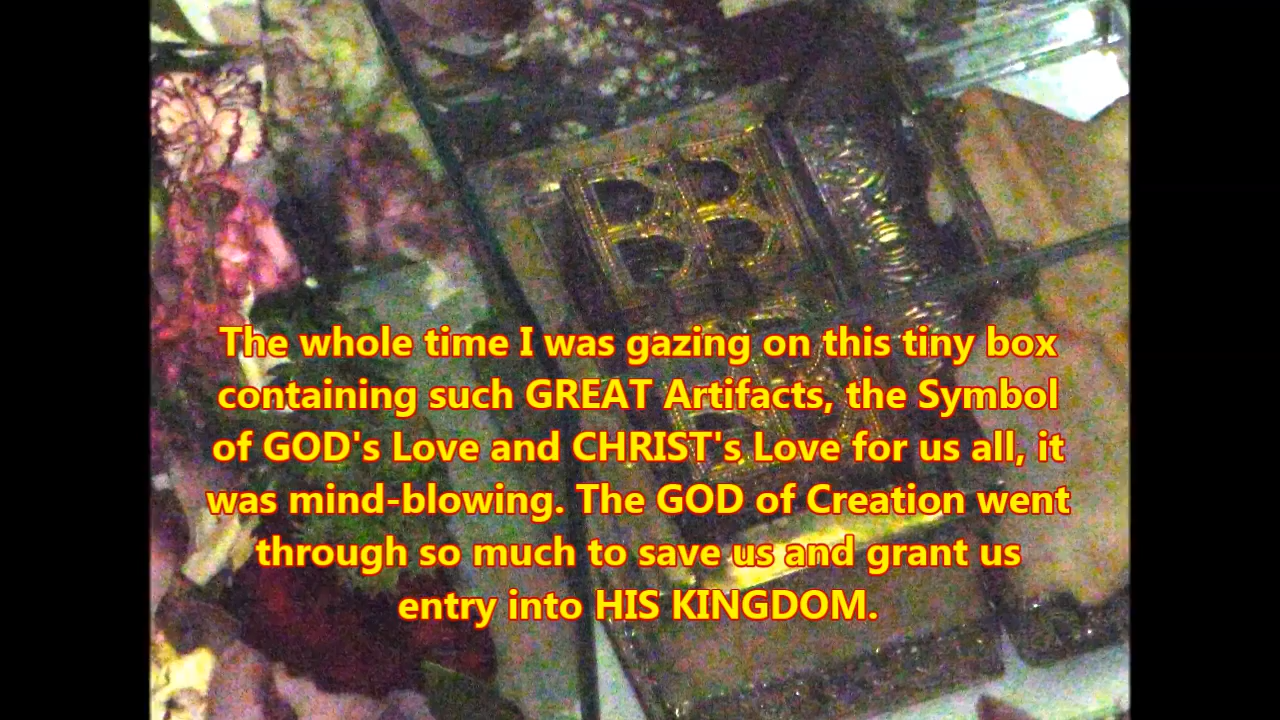 The whole time I was gazing on this tiny box
containing such GREAT Artifacts, the Symbol
of GOD's Love and CHRIST's Love for us all, it
was mind-blowing. The GOD of Creation went
through so much to save us and grant us
entry into HIS KINGDOM.